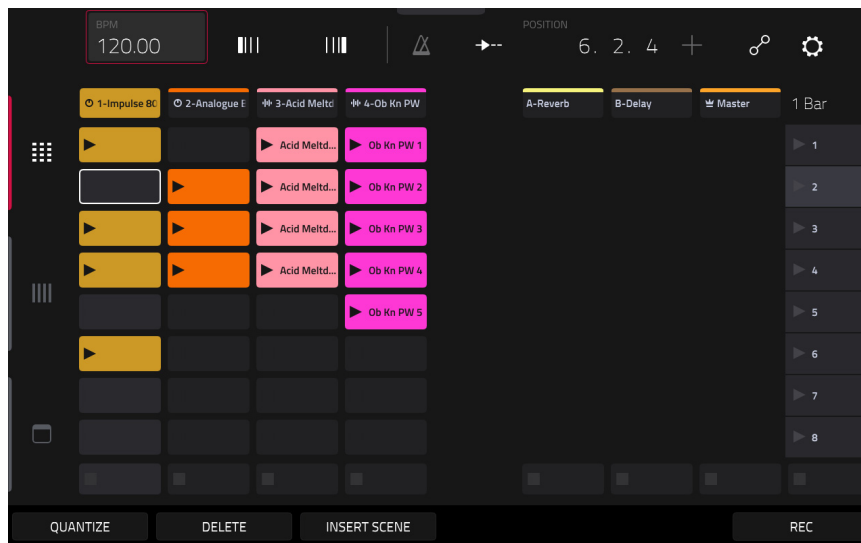 BPM
120.00
POSITION
6. 2. 4
1-Impulse 80
2-Analogue
3-Acid Meltd
4-Ob Kn PW
A-Reverb
B-Delay
Master
1 Bar
Acid Meltd...
Ob Kn PW 1
1
Acid Meltd...
Ob Kn PW 2
2
Acid Meltd...
Ob Kn PW 3
3
Acid Meltd...
Ob Kn PW 4
4
Ob Kn PW 5
5
6
7
8
QUANTIZE
DELETE
INSERT SCENE
REC